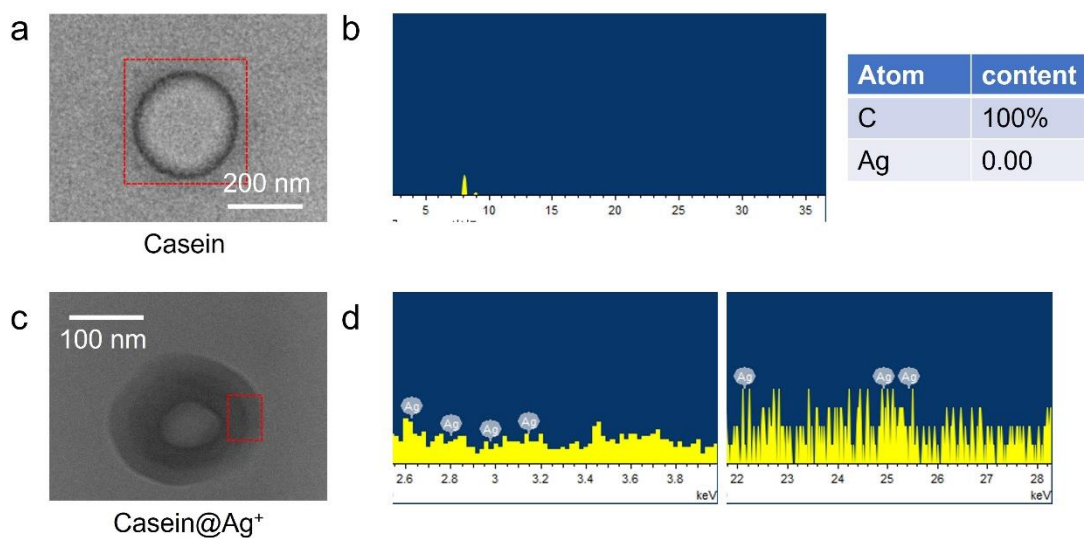 a
200 nm
Casein
b
5 10 15 20 25 30 35
Atom content
C 100%
Ag 0.00
c
100 nm
Casein@Ag⁺
d
Ag Ag Ag Ag
2.6 2.8 3 3.2 3.4 3.6 3.8
keV
Ag Ag Ag
22 23 24 25 26 27 28
keV